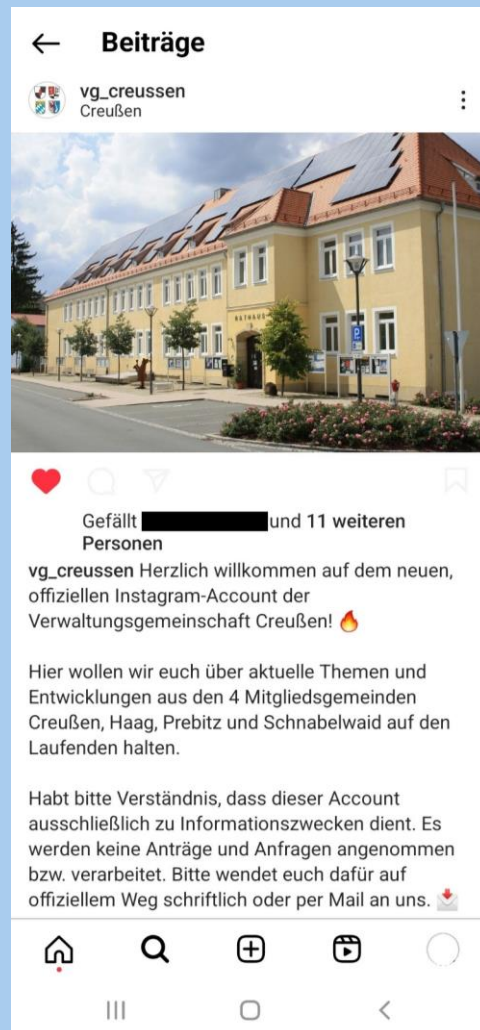 Beiträge
vg_creussen
Creußen
RATHAUS
P
Gefällt und 11 weiteren
Personen
vg_creussen Herzlich willkommen auf dem neuen,
offiziellen Instagram-Account der
Verwaltungsgemeinschaft Creußen! 🔥
Hier wollen wir euch über aktuelle Themen und
Entwicklungen aus den 4 Mitgliedsgemeinden
Creußen, Haag, Prebitz und Schnabelwaid auf den
Laufenden halten.
Habt bitte Verständnis, dass dieser Account
ausschließlich zu Informationszwecken dient. Es
werden keine Anträge und Anfragen angenommen
bzw. verarbeitet. Bitte wendet euch dafür auf
offiziellem Weg schriftlich oder per Mail an uns. 📩